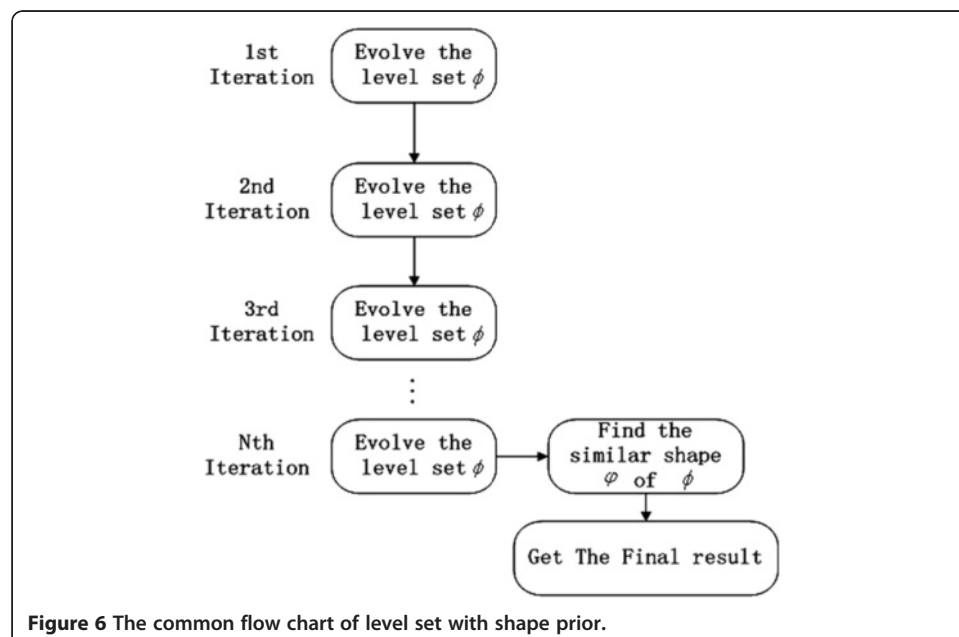 1st
Iteration
Evolve the
level set ϕ
2nd
Iteration
Evolve the
level set ϕ
3rd
Iteration
Evolve the
level set ϕ
⋮
Nth
Iteration
Evolve the
level set ϕ
Find the
similar shape
φ of ϕ
Get The Final result
Figure 6 The common flow chart of level set with shape prior.